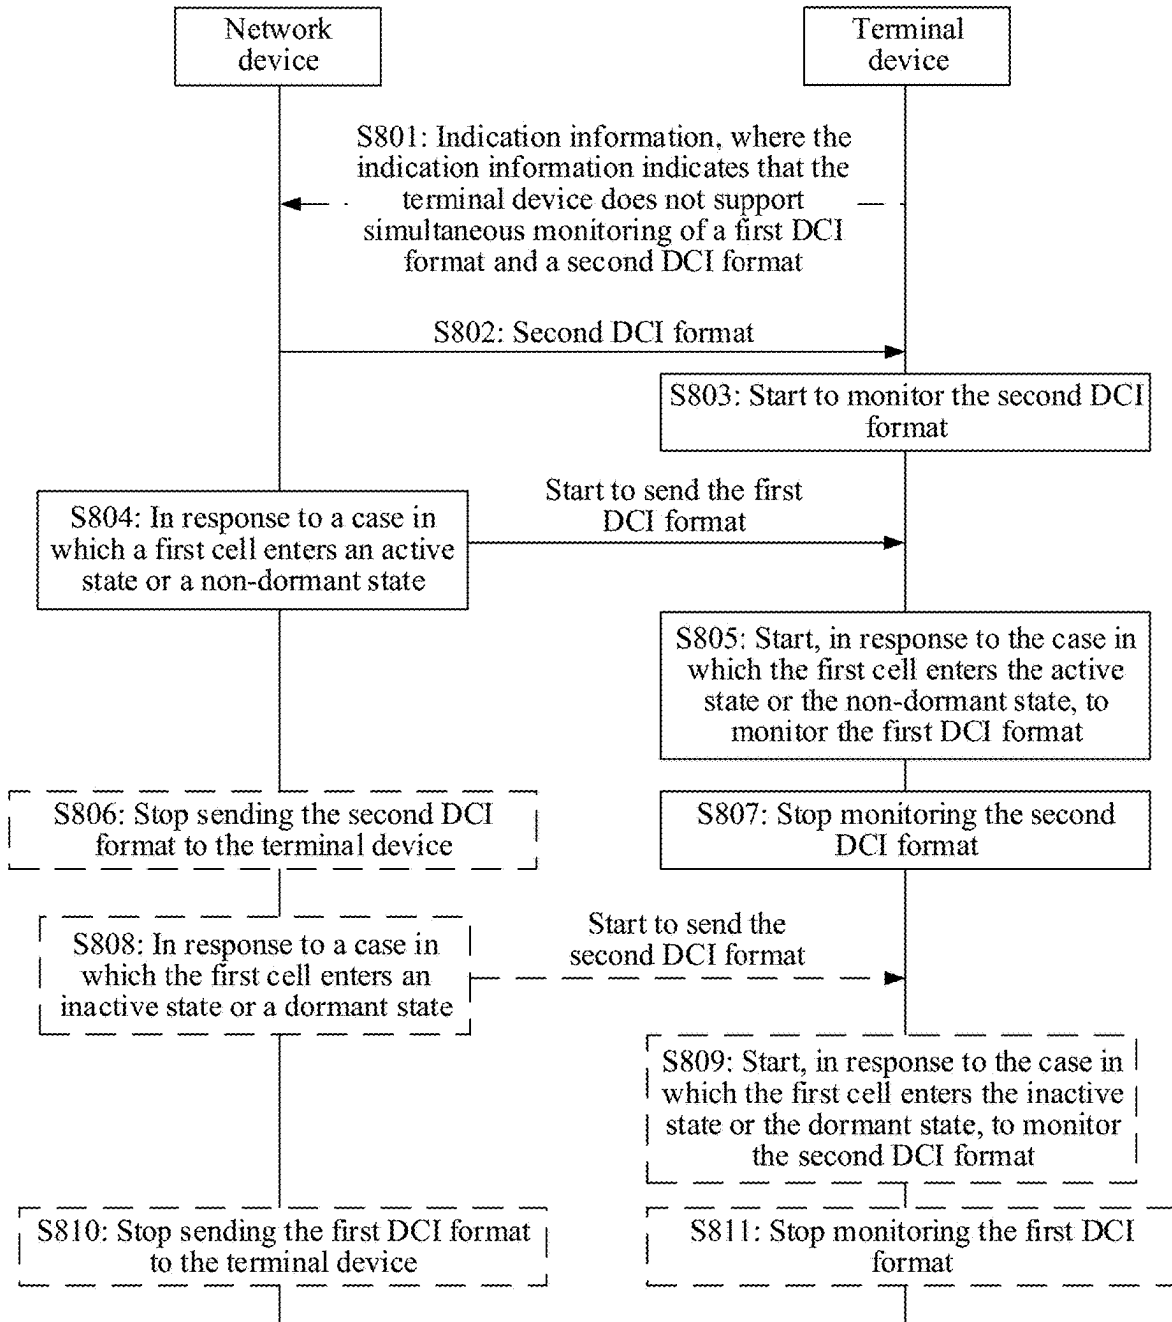 Network
device
Terminal
device
S801: Indication information, where the
indication information indicates that the
terminal device does not support
simultaneous monitoring of a first DCI
format and a second DCI format
S802: Second DCI format
S803: Start to monitor the second DCI
format
Start to send the first
DCI format
S804: In response to a case in
which a first cell enters an active
state or a non-dormant state
S805: Start, in response to the case in
which the first cell enters the active
state or the non-dormant state, to
monitor the first DCI format
S806: Stop sending the second DCI
format to the terminal device
S807: Stop monitoring the second
DCI format
S808: In response to a case in
which the first cell enters an
inactive state or a dormant state
Start to send the
second DCI format
S809: Start, in response to the case in
which the first cell enters the inactive
state or the dormant state, to monitor
the second DCI format
S810: Stop sending the first DCI format
to the terminal device
S811: Stop monitoring the first DCI
format